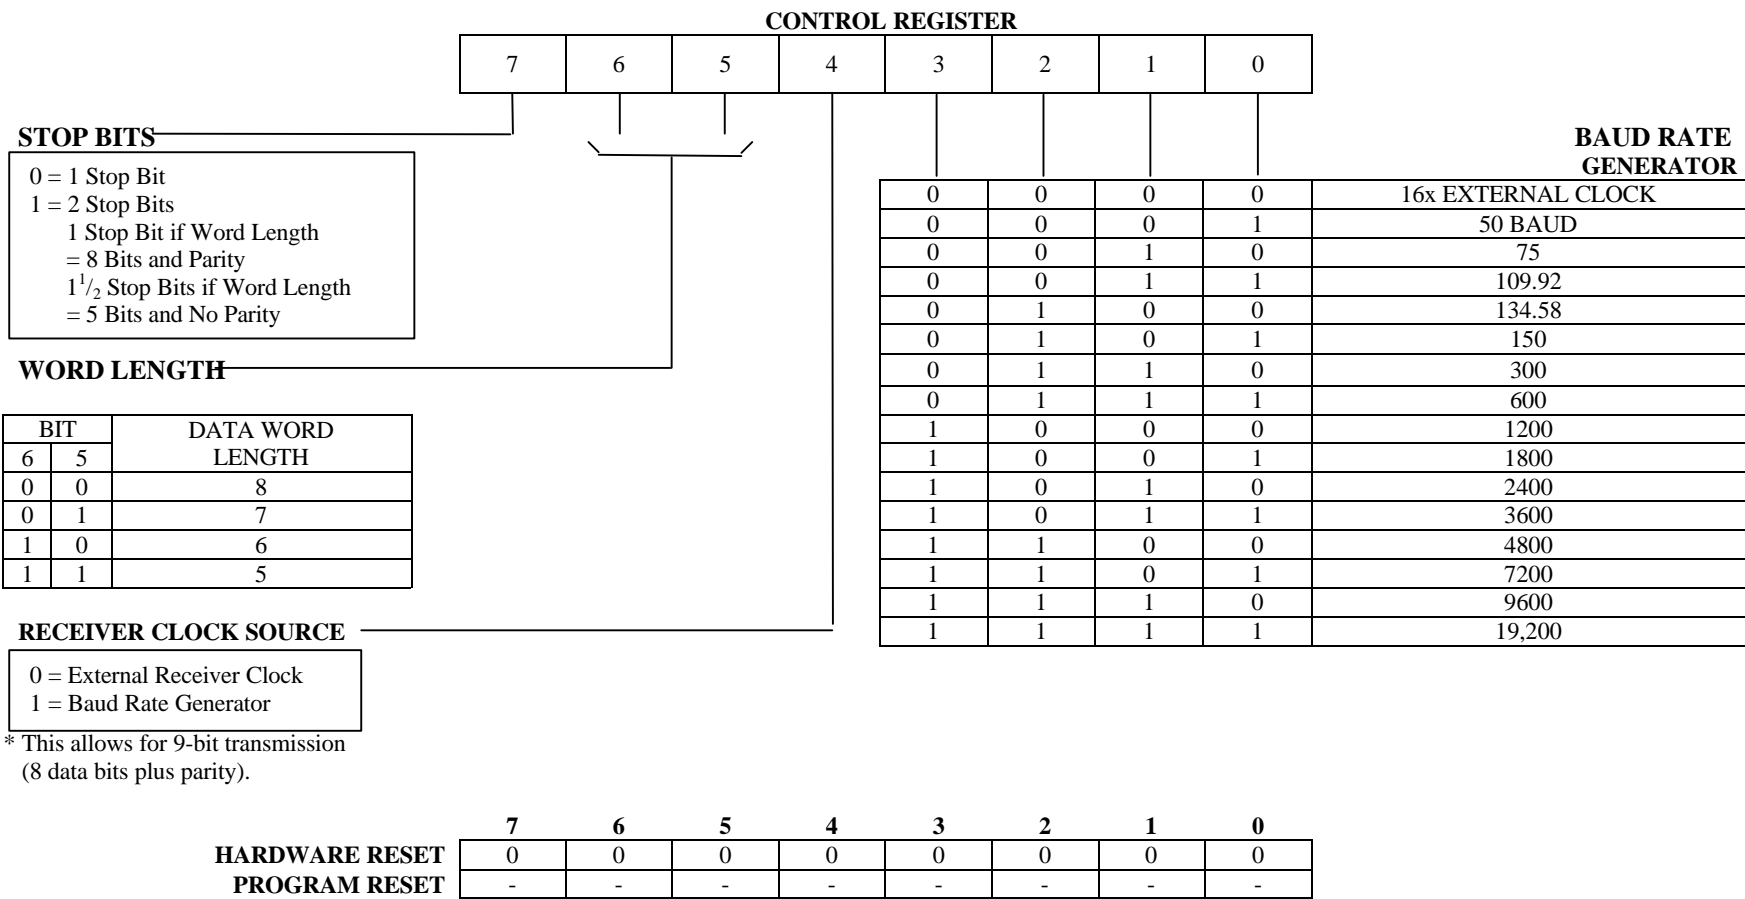 CONTROL REGISTER
7 6 5 4 3 2 1 0
STOP BITS
0 = 1 Stop Bit
1 = 2 Stop Bits
1 Stop Bit if Word Length
= 8 Bits and Parity
1 1/2 Stop Bits if Word Length
= 5 Bits and No Parity
WORD LENGTH
BIT DATA WORD
6 5 LENGTH
0 0 8
0 1 7
1 0 6
1 1 5
RECEIVER CLOCK SOURCE
0 = External Receiver Clock
1 = Baud Rate Generator
* This allows for 9-bit transmission
(8 data bits plus parity).
BAUD RATE
GENERATOR
0 0 0 0 16x EXTERNAL CLOCK
0 0 0 1 50 BAUD
0 0 1 0 75
0 0 1 1 109.92
0 1 0 0 134.58
0 1 0 1 150
0 1 1 0 300
0 1 1 1 600
1 0 0 0 1200
1 0 0 1 1800
1 0 1 0 2400
1 0 1 1 3600
1 1 0 0 4800
1 1 0 1 7200
1 1 1 0 9600
1 1 1 1 19,200
7 6 5 4 3 2 1 0
HARDWARE RESET 0 0 0 0 0 0 0 0
PROGRAM RESET - - - - - - - -